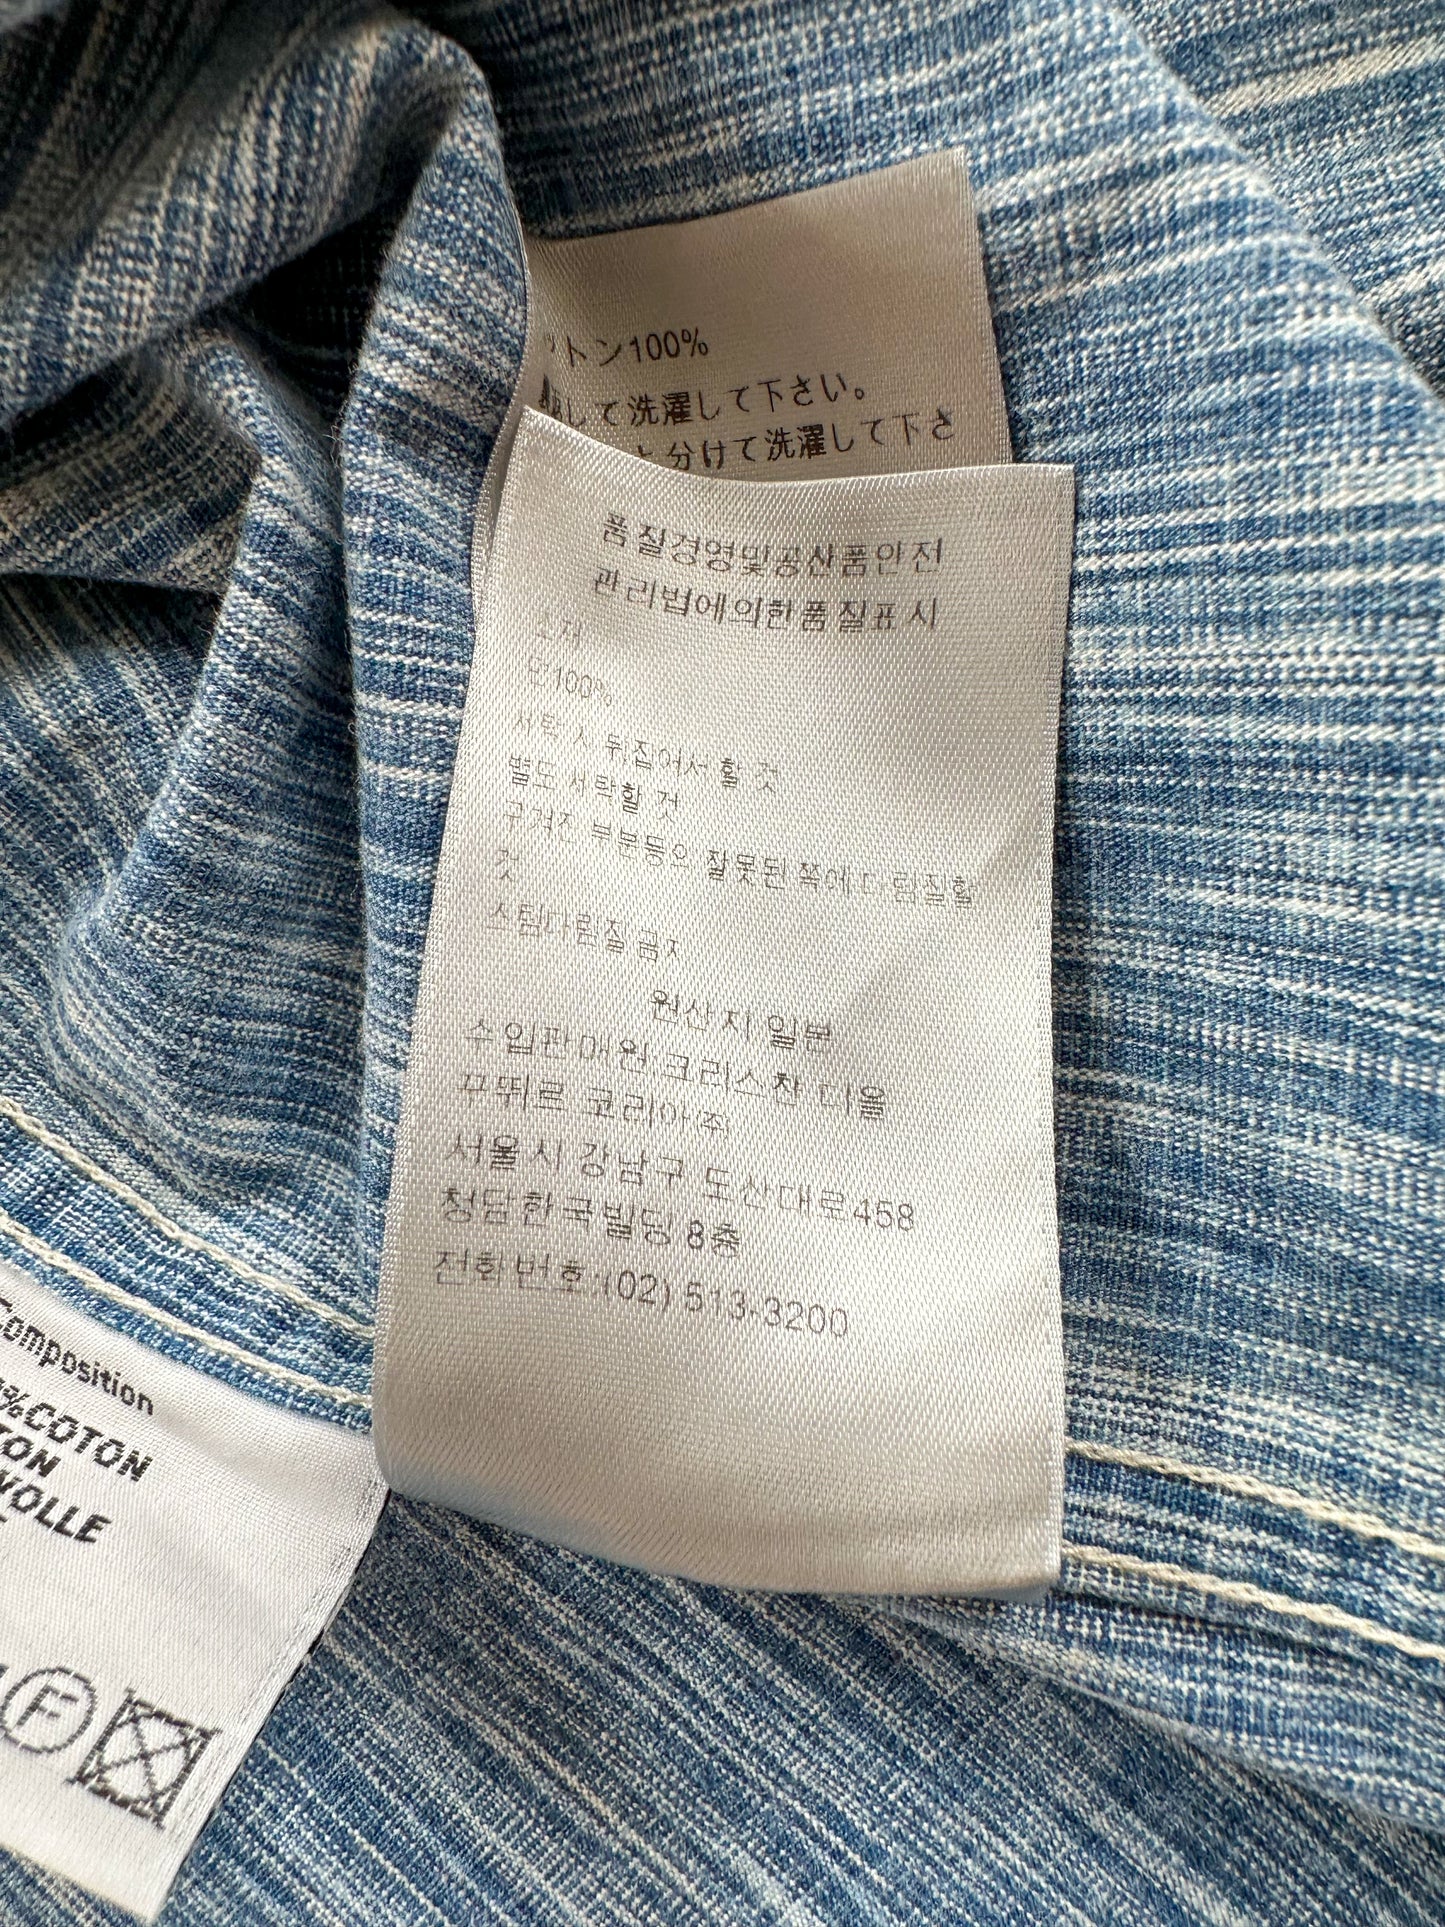 トン100%
して洗濯して下さい。
と分けて洗濯して下さ
품질경영및공산품안전
관리법에의한품질표시
소재
면100%
세탁 시 뒤집어서 할 것
별도 세탁할 것
구겨진 부분등은 잘못된쪽에다림질할
것
스팀다림질 금지
원산지 일본
수입판매원 크리스찬 디올
꾸뛰르 코리아㈜
서울시 강남구 도산대로458
청담한국빌딩 8층
전화번호:(02) 513-3200
Composition
%COTON
TON
WOLLE
F